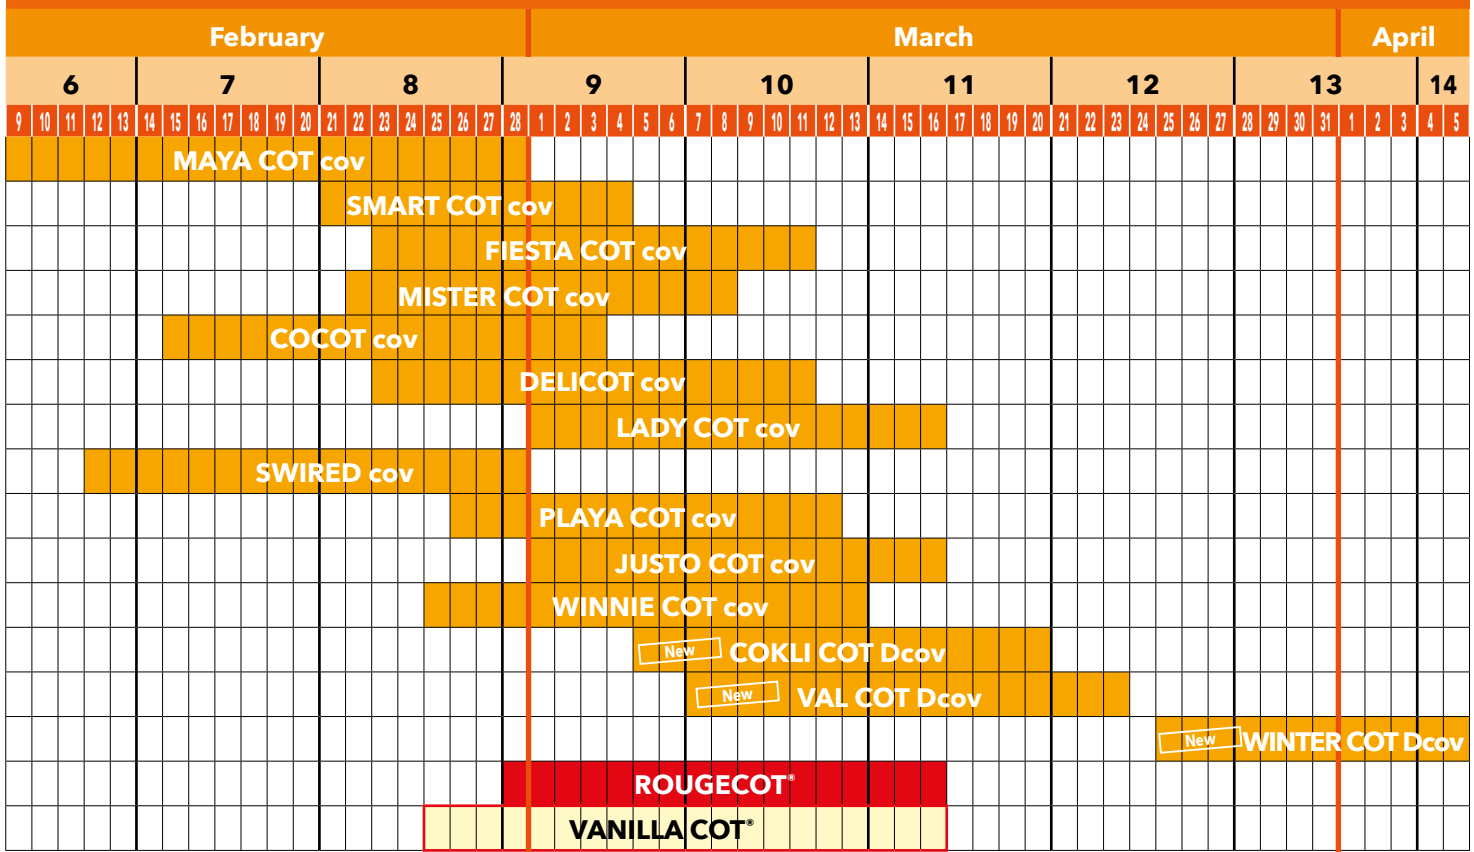 February March April
6 7 8 9 10 11 12 13 14
9 10 11 12 13 14 15 16 17 18 19 20 21 22 23 24 25 26 27 28 1 2 3 4 5 6 7 8 9 10 11 12 13 14 15 16 17 18 19 20 21 22 23 24 25 26 27 28 29 30 31 1 2 3 4 5
MAYA COT cov
SMART COT cov
FIESTA COT cov
MISTER COT cov
COCOT cov
DELICOT cov
LADY COT cov
SWIRED cov
PLAYA COT cov
JUSTO COT cov
WINNIE COT cov
New COKLI COT Dcov
New VAL COT Dcov
New WINTER COT Dcov
ROUGECOT®
VANILLA COT®